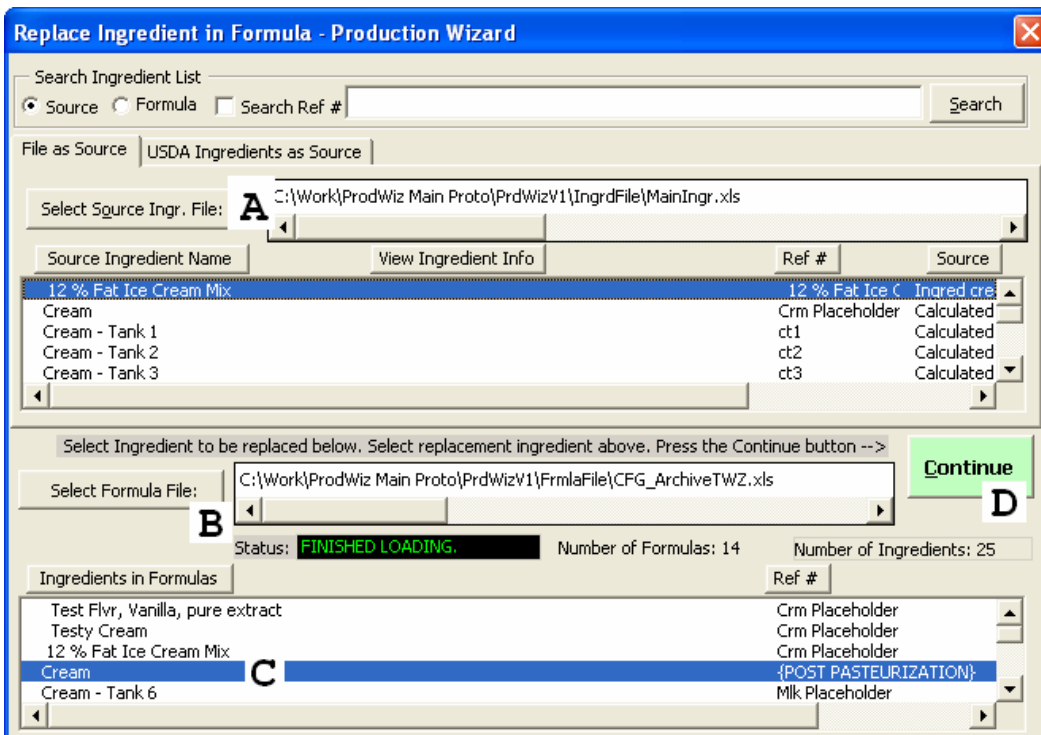 Replace Ingredient in Formula - Production Wizard
Search Ingredient List
Source Formula Search Ref # Search
File as Source USDA Ingredients as Source
Select Source Ingr. File: A C:\Work\ProdWiz Main Proto\PrdWizV1\IngrdFile\MainIngr.xls
Source Ingredient Name View Ingredient Info Ref # Source
12 % Fat Ice Cream Mix 12 % Fat Ice C Ingred cre
Cream Crm Placeholder Calculated
Cream - Tank 1 ct1 Calculated
Cream - Tank 2 ct2 Calculated
Cream - Tank 3 ct3 Calculated
Select Ingredient to be replaced below. Select replacement ingredient above. Press the Continue button -->
Continue
D
Select Formula File: B C:\Work\ProdWiz Main Proto\PrdWizV1\FrmlaFile\CFG_ArchiveTWZ.xls
Status: FINISHED LOADING. Number of Formulas: 14 Number of Ingredients: 25
Ingredients in Formulas Ref #
Test Flvr, Vanilla, pure extract Crm Placeholder
Testy Cream Crm Placeholder
12 % Fat Ice Cream Mix Crm Placeholder
Cream C {POST PASTEURIZATION}
Cream - Tank 6 Mlk Placeholder